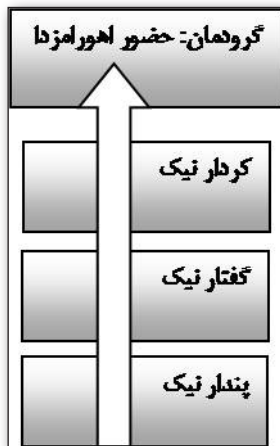 گرودمان: حضور اهورامزدا
کردار نیک
گفتار نیک
پندار نیک